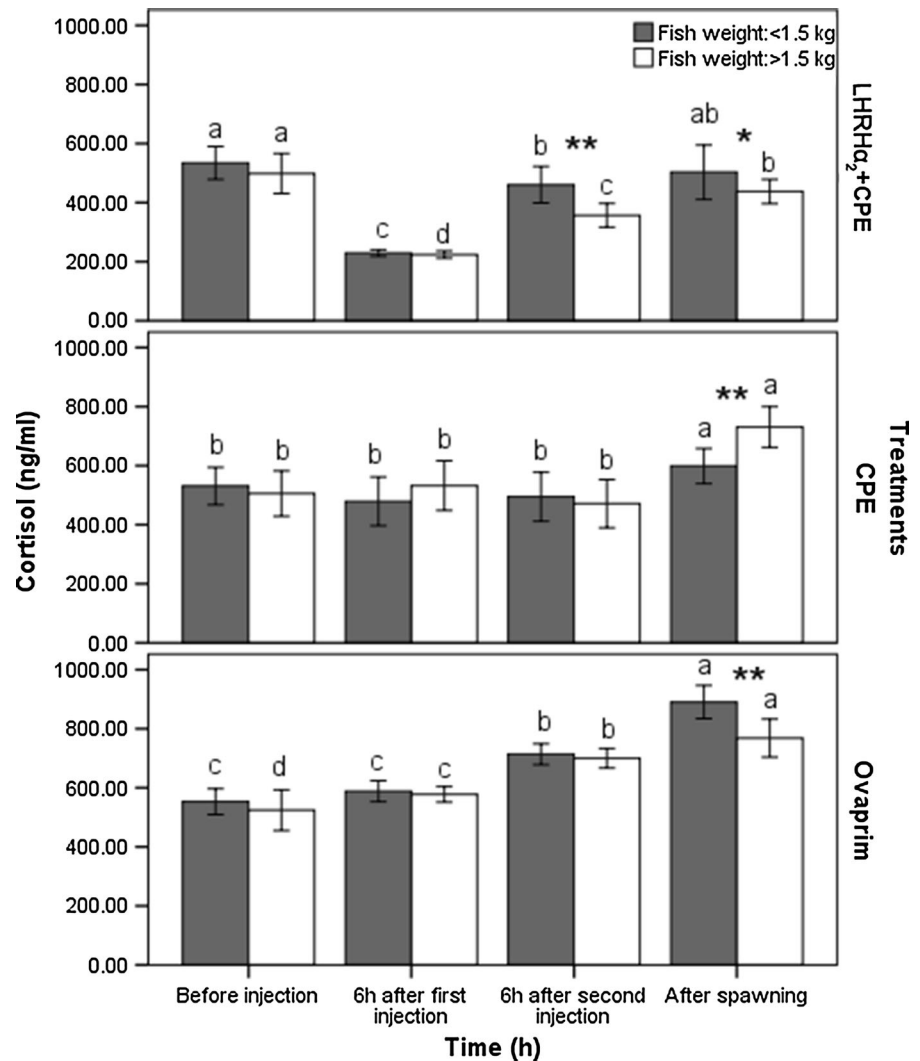 Fish weight:<1.5 kg
Fish weight:>1.5 kg
1000.00
800.00
600.00
400.00
200.00
0.00
a a c d b ** c ab * b
LHRHα2+CPE
1000.00
800.00
600.00
400.00
200.00
0.00
b b b b b b a ** a
CPE
Treatments
Cortisol (ng/ml)
1000.00
800.00
600.00
400.00
200.00
0.00
c d c c b b a ** a
Ovaprim
Before injection
6h after first
injection
6h after second
injection
After spawning
Time (h)